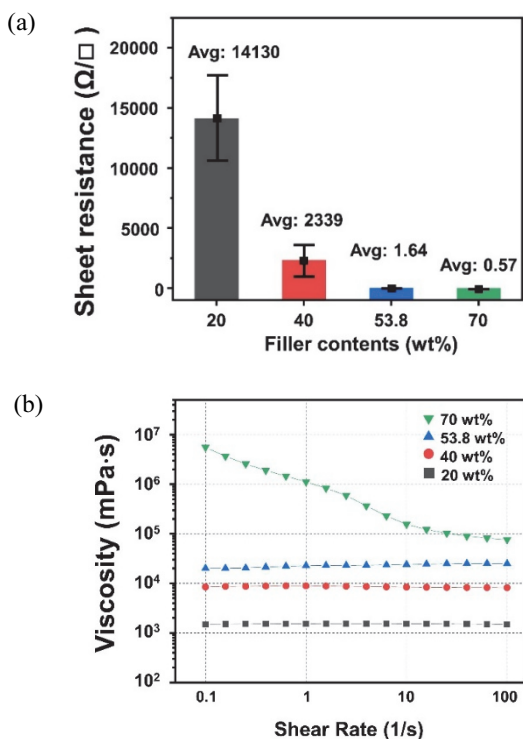 (a)
Sheet resistance (Ω/□)
20000
15000
10000
5000
0
Avg: 14130
Avg: 2339
Avg: 1.64
Avg: 0.57
20
40
53.8
70
Filler contents (wt%)
(b)
Viscosity (mPa·s)
10⁷
10⁶
10⁵
10⁴
10³
10²
70 wt%
53.8 wt%
40 wt%
20 wt%
0.1
1
10
100
Shear Rate (1/s)